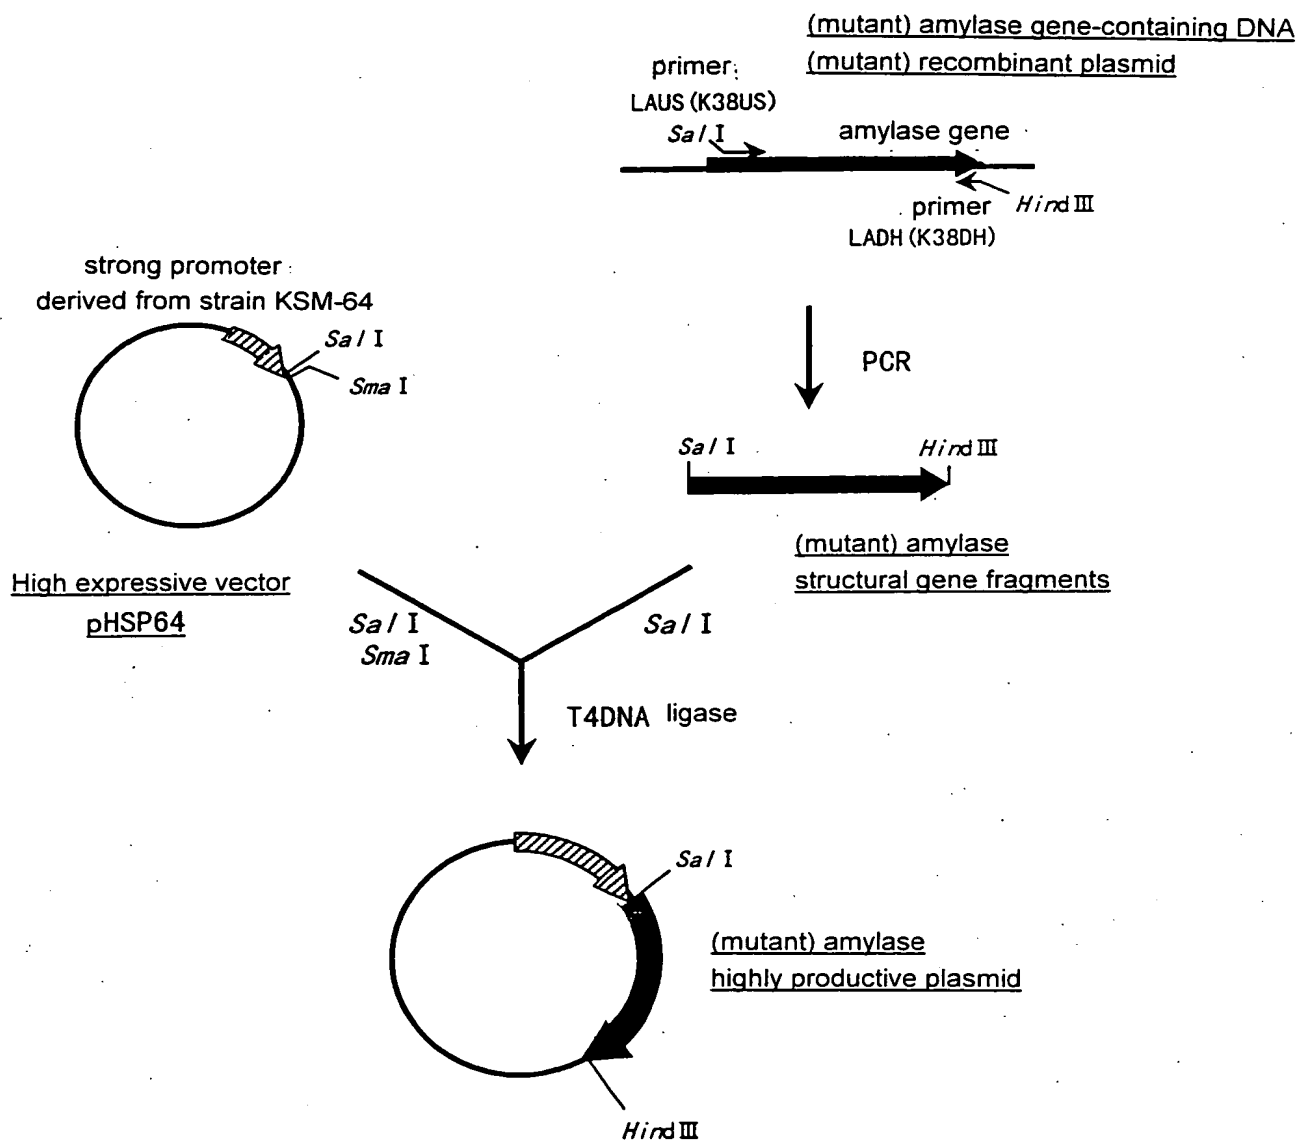 (mutant) amylase gene-containing DNA
(mutant) recombinant plasmid
primer:
LAUS (K38US)
Sal I
amylase gene
Hind III
primer
LADH (K38DH)
strong promoter
derived from strain KSM-64
Sal I
Sma I
PCR
Sal I
Hind III
(mutant) amylase
structural gene fragments
High expressive vector
pHSP64
Sal I
Sma I
Sal I
T4DNA ligase
Sal I
(mutant) amylase
highly productive plasmid
Hind III